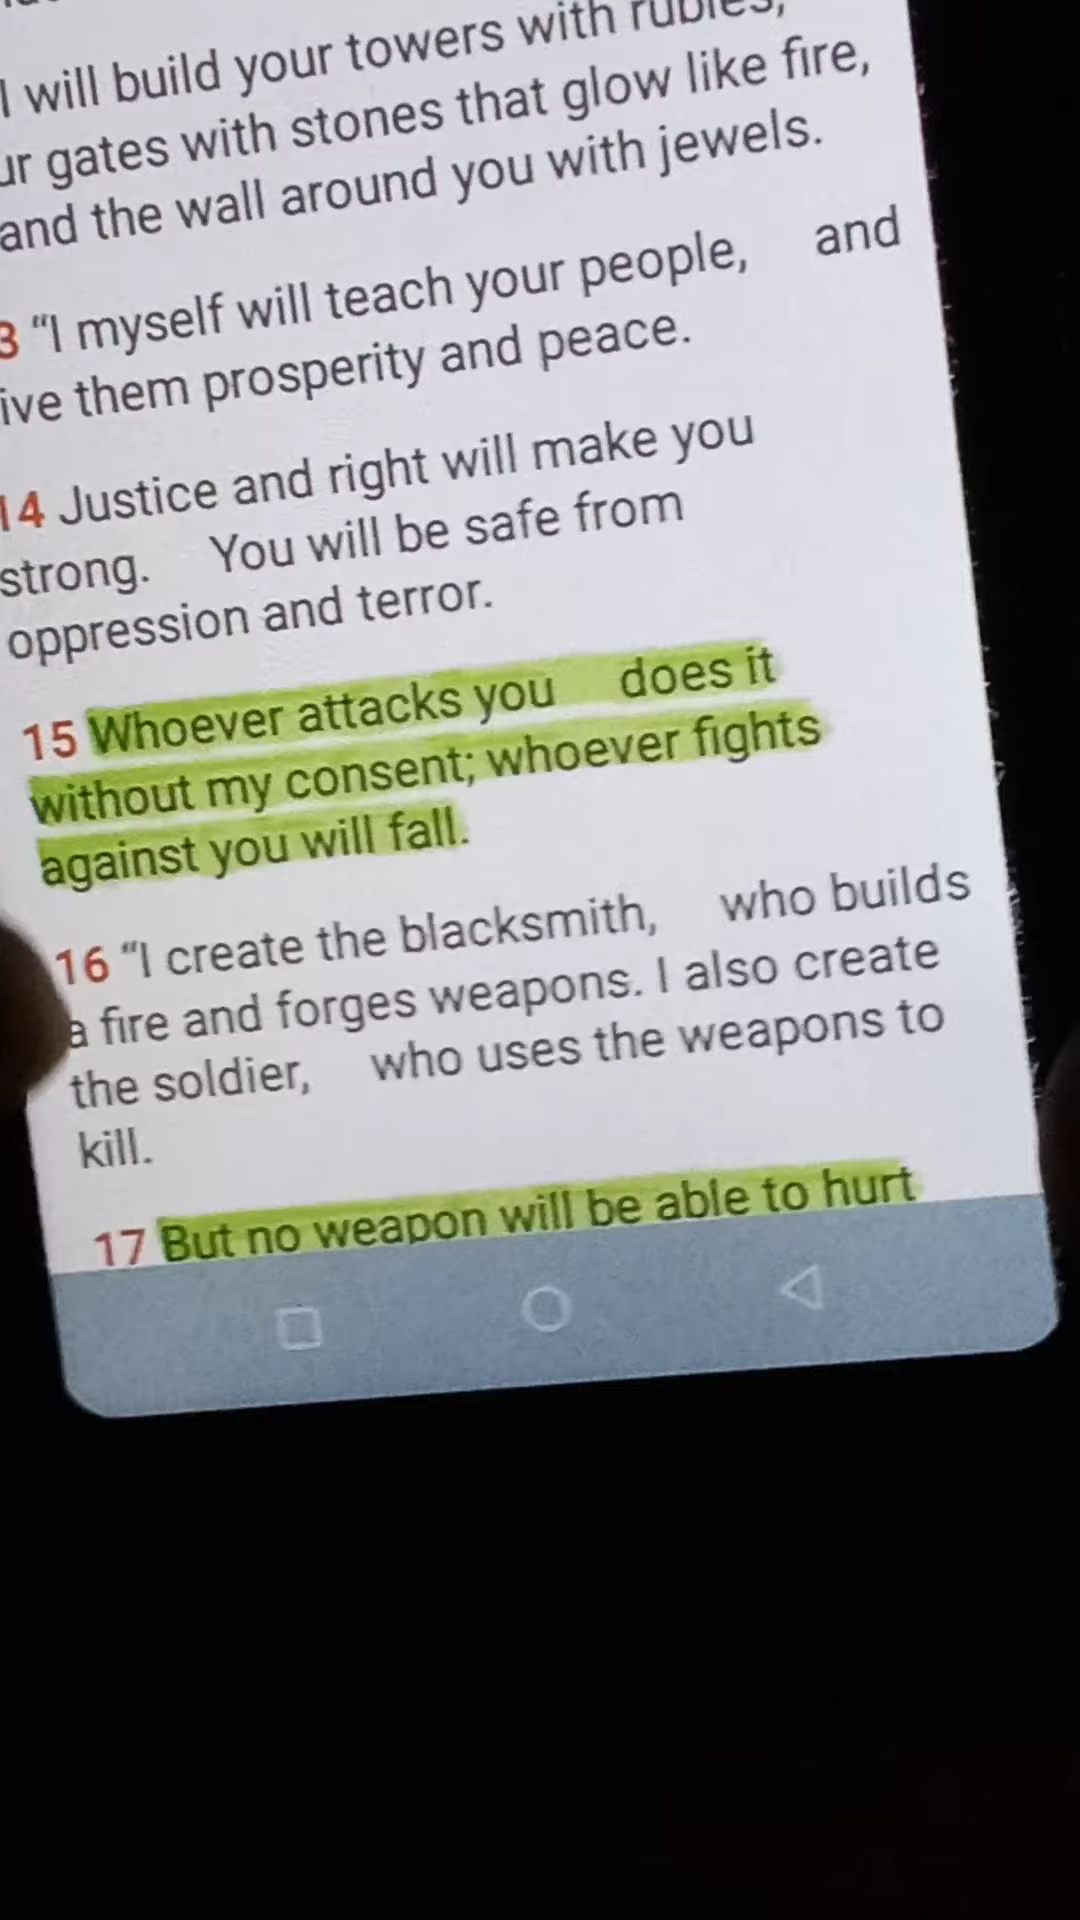 I will build your towers with rubies,
ur gates with stones that glow like fire,
and the wall around you with jewels.
3 “I myself will teach your people, and
ive them prosperity and peace.
14 Justice and right will make you
strong. You will be safe from
oppression and terror.
15 Whoever attacks you does it
without my consent; whoever fights
against you will fall.
16 “I create the blacksmith, who builds
a fire and forges weapons. I also create
the soldier, who uses the weapons to
kill.
17 But no weapon will be able to hurt